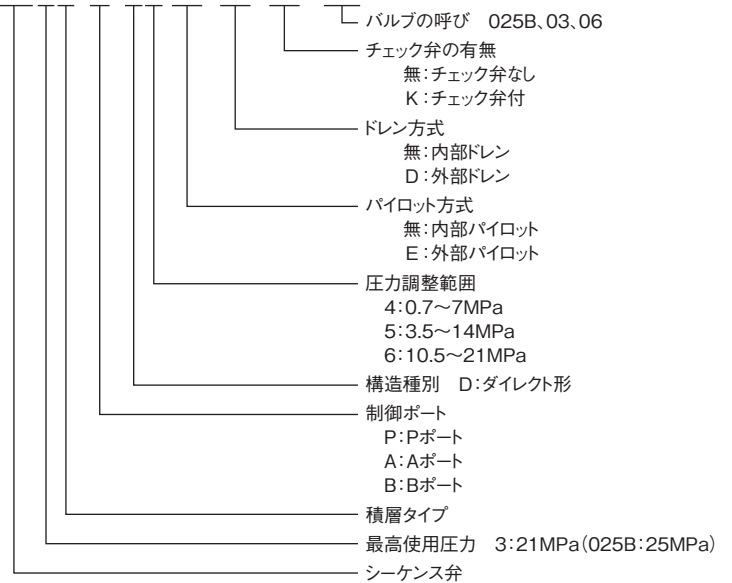 バルブの呼び　025B、03、06
チェック弁の有無
無：チェック弁なし
K：チェック弁付
ドレン方式
無：内部ドレン
D：外部ドレン
パイロット方式
無：内部パイロット
E：外部パイロット
圧力調整範囲
4：0.7～7MPa
5：3.5～14MPa
6：10.5～21MPa
構造種別　D：ダイレクト形
制御ポート
P：Pポート
A：Aポート
B：Bポート
積層タイプ
最高使用圧力　3：21MPa（025B：25MPa）
シーケンス弁